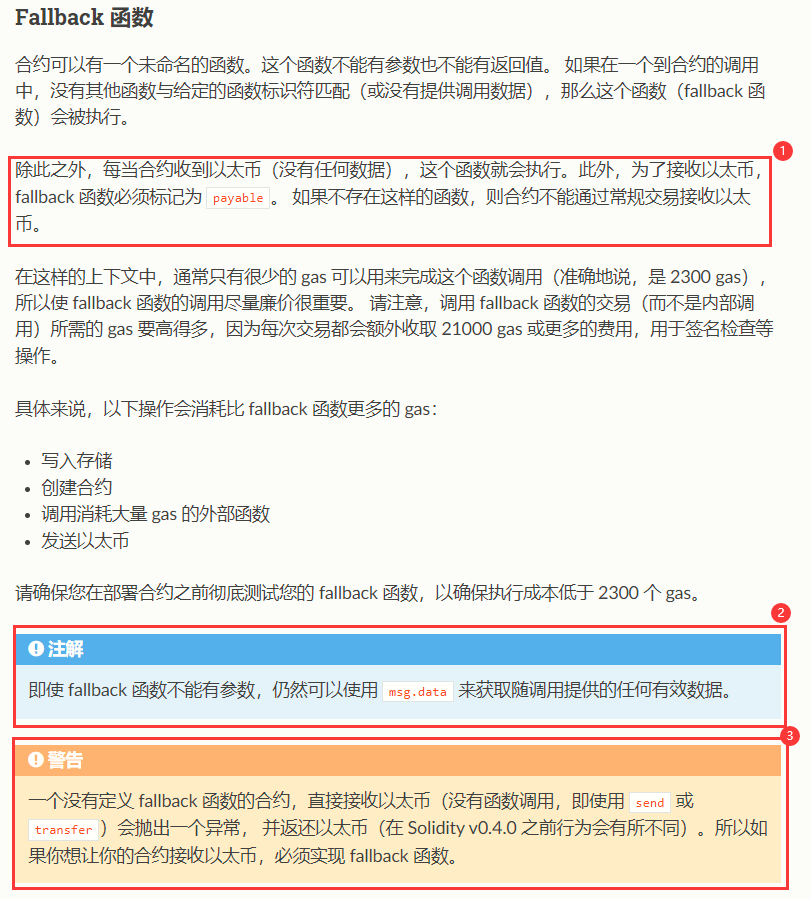 Fallback 函数
合约可以有一个未命名的函数。这个函数不能有参数也不能有返回值。 如果在一个到合约的调用
中，没有其他函数与给定的函数标识符匹配（或没有提供调用数据），那么这个函数（fallback 函
数）会被执行。
1
除此之外，每当合约收到以太币（没有任何数据），这个函数就会执行。此外，为了接收以太币，
fallback 函数必须标记为 payable 。 如果不存在这样的函数，则合约不能通过常规交易接收以太
币。
在这样的上下文中，通常只有很少的 gas 可以用来完成这个函数调用（准确地说，是 2300 gas），
所以使 fallback 函数的调用尽量廉价很重要。 请注意，调用 fallback 函数的交易（而不是内部调
用）所需的 gas 要高得多，因为每次交易都会额外收取 21000 gas 或更多的费用，用于签名检查等
操作。
具体来说，以下操作会消耗比 fallback 函数更多的 gas：
• 写入存储
• 创建合约
• 调用消耗大量 gas 的外部函数
• 发送以太币
请确保您在部署合约之前彻底测试您的 fallback 函数，以确保执行成本低于 2300 个 gas。
2
注解
即使 fallback 函数不能有参数，仍然可以使用 msg.data 来获取随调用提供的任何有效数据。
3
警告
一个没有定义 fallback 函数的合约，直接接收以太币（没有函数调用，即使用 send 或
transfer ）会抛出一个异常， 并返还以太币（在 Solidity v0.4.0 之前行为会有所不同）。所以如
果你想让你的合约接收以太币，必须实现 fallback 函数。